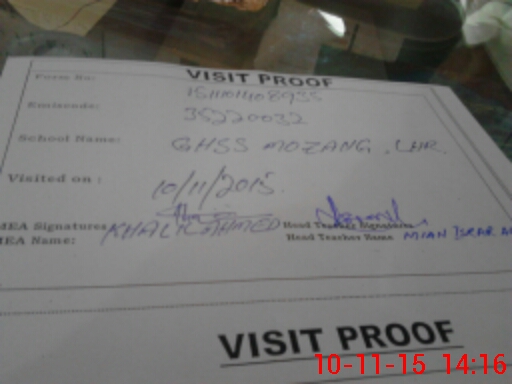 VISIT PROOF
Form No: 151101408935
Emiscode: 35220032
School Name: GHSS MOZANG . LHR.
Visited on : 10/11/2015.
MEA Signatures Head Teacher Signatures
MEA Name: KHALIL AHMED Head Teacher Name MIAN ISRAR
VISIT PROOF
10-11-15 14:16